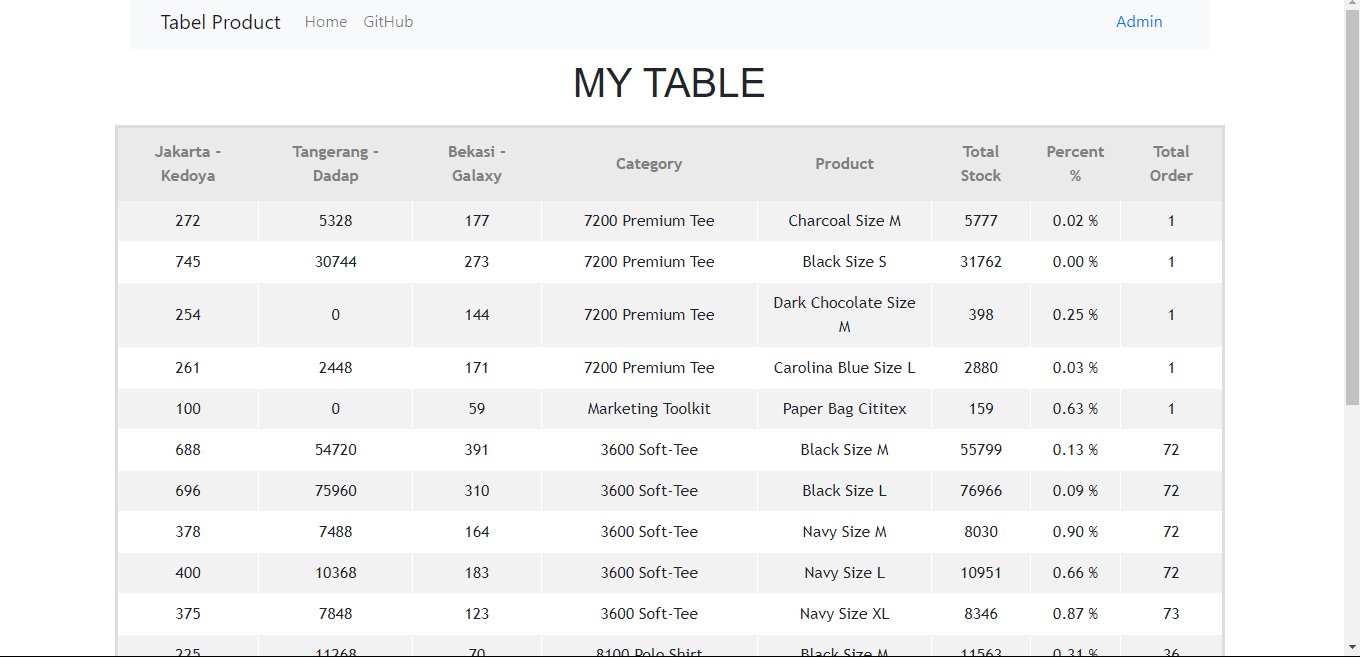 Tabel Product Home GitHub Admin
MY TABLE
Jakarta - Tangerang - Bekasi - Category Product Total Percent Total
Kedoya Dadap Galaxy Stock % Order
272 5328 177 7200 Premium Tee Charcoal Size M 5777 0.02 % 1
745 30744 273 7200 Premium Tee Black Size S 31762 0.00 % 1
254 0 144 7200 Premium Tee Dark Chocolate Size 398 0.25 % 1
M
261 2448 171 7200 Premium Tee Carolina Blue Size L 2880 0.03 % 1
100 0 59 Marketing Toolkit Paper Bag Cititex 159 0.63 % 1
688 54720 391 3600 Soft-Tee Black Size M 55799 0.13 % 72
696 75960 310 3600 Soft-Tee Black Size L 76966 0.09 % 72
378 7488 164 3600 Soft-Tee Navy Size M 8030 0.90 % 72
400 10368 183 3600 Soft-Tee Navy Size L 10951 0.66 % 72
375 7848 123 3600 Soft-Tee Navy Size XL 8346 0.87 % 73
225 11268 70 8100 Polo Shirt Black Size M 11563 0.31 % 36